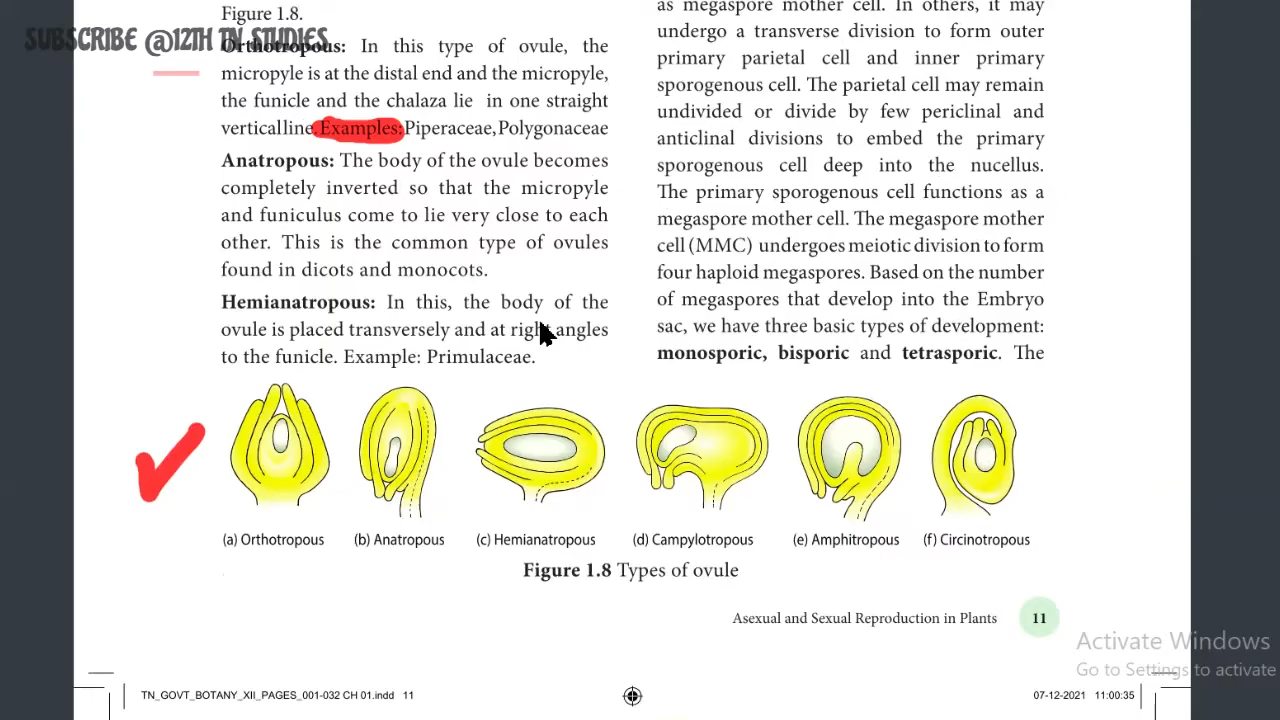 Figure 1.8.
SUBSCRIBE @12TH TN STUDIES
Orthotropous: In this type of ovule, the
micropyle is at the distal end and the micropyle,
the funicle and the chalaza lie in one straight
vertical line. Examples: Piperaceae, Polygonaceae
Anatropous: The body of the ovule becomes
completely inverted so that the micropyle
and funiculus come to lie very close to each
other. This is the common type of ovules
found in dicots and monocots.
Hemianatropous: In this, the body of the
ovule is placed transversely and at right angles
to the funicle. Example: Primulaceae.
as megaspore mother cell. In others, it may
undergo a transverse division to form outer
primary parietal cell and inner primary
sporogenous cell. The parietal cell may remain
undivided or divide by few periclinal and
anticlinal divisions to embed the primary
sporogenous cell deep into the nucellus.
The primary sporogenous cell functions as a
megaspore mother cell. The megaspore mother
cell (MMC) undergoes meiotic division to form
four haploid megaspores. Based on the number
of megaspores that develop into the Embryo
sac, we have three basic types of development:
monosporic, bisporic and tetrasporic. The
(a) Orthotropous (b) Anatropous (c) Hemianatropous (d) Campylotropous (e) Amphitropous (f) Circinotropous
Figure 1.8 Types of ovule
Asexual and Sexual Reproduction in Plants 11
Activate Windows
Go to Settings to activate
TN_GOVT_BOTANY_XII_PAGES_001-032 CH 01.indd 11 07-12-2021 11:00:35